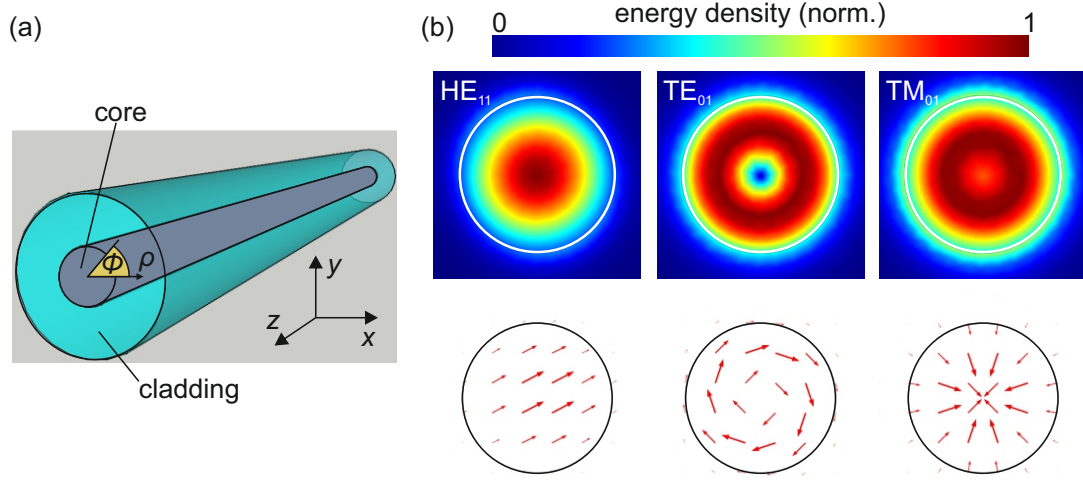 (a)
core
ϕ
ρ
y
z
x
cladding
(b)
energy density (norm.)
0
1
HE₁₁
TE₀₁
TM₀₁